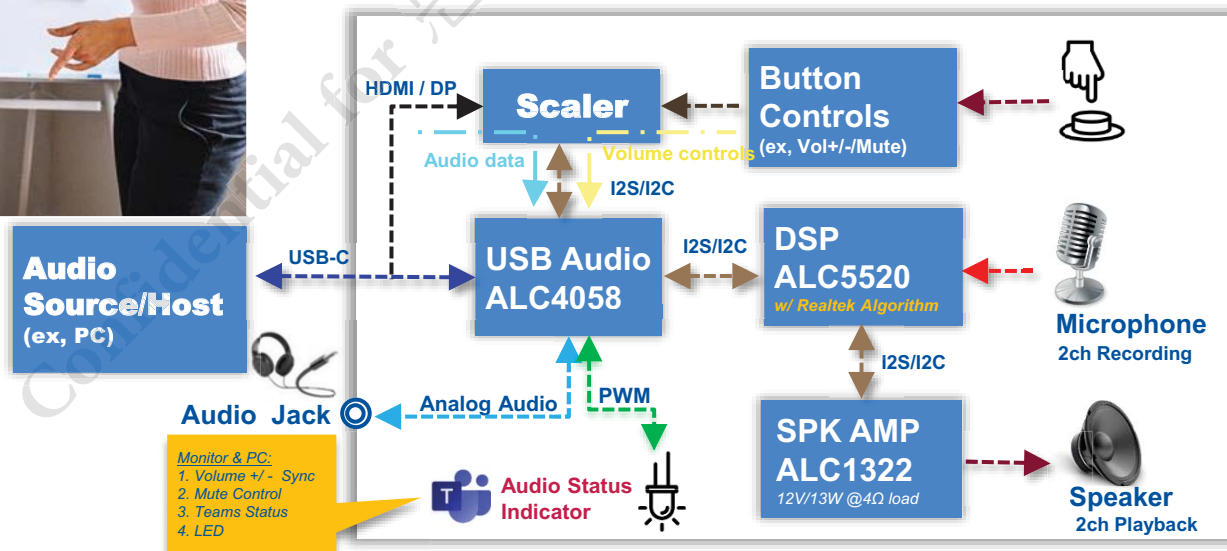 Confidential for
HDMI / DP
Scaler
Button
Controls
(ex, Vol+/-/Mute)
Audio data
Volume controls
I2S/I2C
Audio
Source/Host
(ex, PC)
USB-C
USB Audio
ALC4058
I2S/I2C
DSP
ALC5520
w/ Realtek Algorithm
Microphone
2ch Recording
I2S/I2C
Audio Jack
Analog Audio
PWM
SPK AMP
ALC1322
12V/13W @4Ω load
Speaker
2ch Playback
Monitor & PC:
1. Volume +/ - Sync
2. Mute Control
3. Teams Status
4. LED
T
Audio Status
Indicator